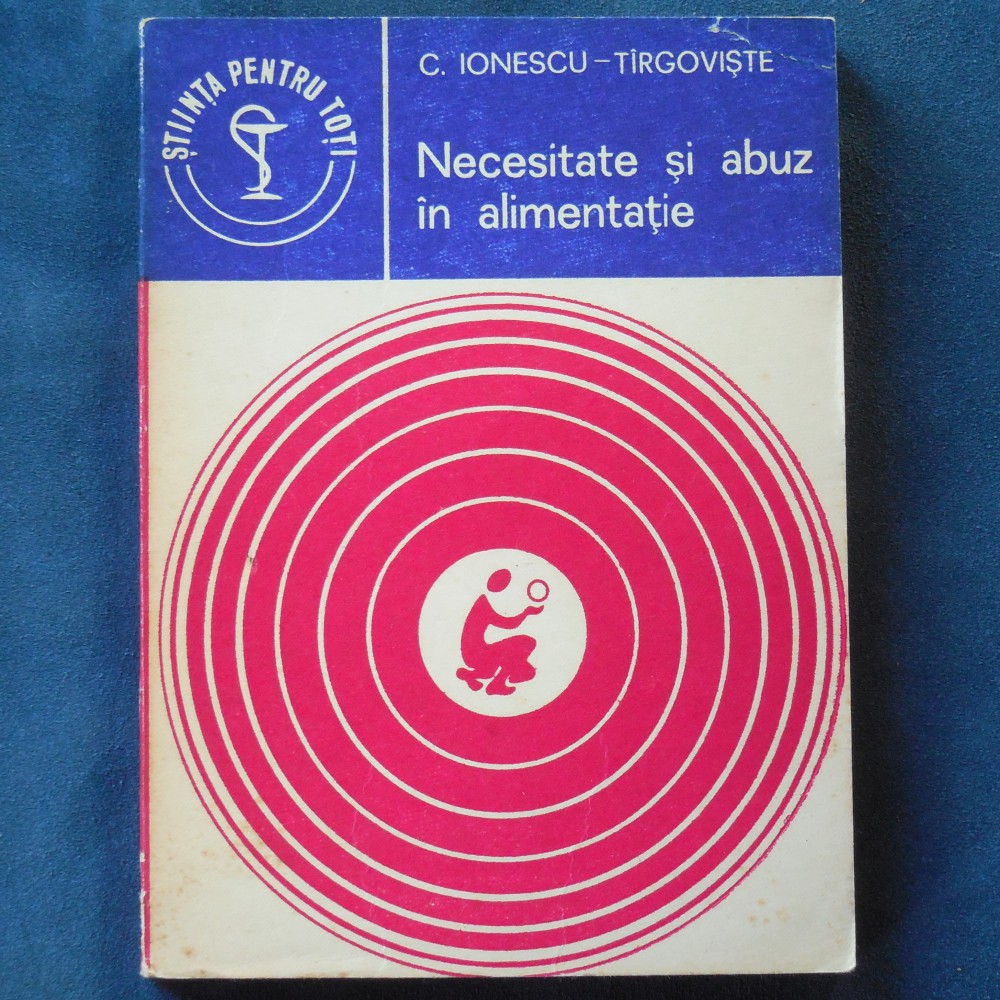 ȘTIINȚA PENTRU TOȚI
C. IONESCU-TÎRGOVIȘTE
Necesitate și abuz
în alimentație